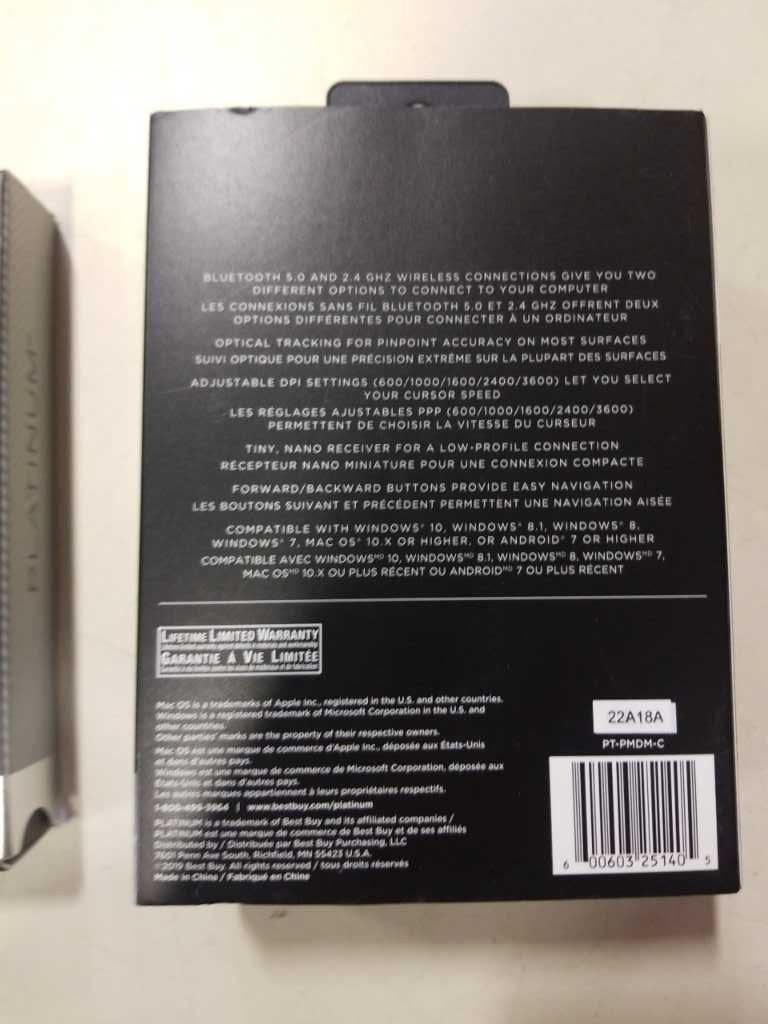 PLATINUM
BLUETOOTH 5.0 AND 2.4 GHZ WIRELESS CONNECTIONS GIVE YOU TWO
DIFFERENT OPTIONS TO CONNECT TO YOUR COMPUTER
LES CONNEXIONS SANS FIL BLUETOOTH 5.0 ET 2.4 GHZ OFFRENT DEUX
OPTIONS DIFFÉRENTES POUR CONNECTER À UN ORDINATEUR
OPTICAL TRACKING FOR PINPOINT ACCURACY ON MOST SURFACES
SUIVI OPTIQUE POUR UNE PRÉCISION EXTRÊME SUR LA PLUPART DES SURFACES
ADJUSTABLE DPI SETTINGS (600/1000/1600/2400/3600) LET YOU SELECT
YOUR CURSOR SPEED
LES RÉGLAGES AJUSTABLES PPP (600/1000/1600/2400/3600)
PERMETTENT DE CHOISIR LA VITESSE DU CURSEUR
TINY, NANO RECEIVER FOR A LOW-PROFILE CONNECTION
RÉCEPTEUR NANO MINIATURE POUR UNE CONNEXION COMPACTE
FORWARD/BACKWARD BUTTONS PROVIDE EASY NAVIGATION
LES BOUTONS SUIVANT ET PRÉCÉDENT PERMETTENT UNE NAVIGATION AISÉE
COMPATIBLE WITH WINDOWS® 10, WINDOWS® 8.1, WINDOWS® 8,
WINDOWS® 7, MAC OS® 10.X OR HIGHER, OR ANDROID® 7 OR HIGHER
COMPATIBLE AVEC WINDOWSᴹᴰ 10, WINDOWSᴹᴰ 8.1, WINDOWSᴹᴰ 8, WINDOWSᴹᴰ 7,
MAC OSᴹᴰ 10.X OU PLUS RÉCENT OU ANDROIDᴹᴰ 7 OU PLUS RÉCENT
LIFETIME LIMITED WARRANTY
Lifetime limited warranty against defects in materials and workmanship
GARANTIE À VIE LIMITÉE
Mac OS is a trademarks of Apple Inc., registered in the U.S. and other countries.
Windows is a registered trademark of Microsoft Corporation in the U.S. and
other countries.
Other parties' marks are the property of their respective owners.
Mac OS est une marque de commerce d'Apple Inc., déposée aux États-Unis
et dans d'autres pays.
Windows est une marque de commerce de Microsoft Corporation, déposée aux
États-Unis et dans d'autres pays.
Les autres marques appartiennent à leurs propriétaires respectifs.
1-800-499-3964 | www.bestbuy.com/platinum
PLATINUM is a trademark of Best Buy and its affiliated companies /
PLATINUM est une marque de commerce de Best Buy et de ses affiliés
Distributed by / Distribuée par Best Buy Purchasing, LLC
7601 Penn Ave South, Richfield, MN 55423 U.S.A.
©2019 Best Buy. All rights reserved / tous droits réservés
Made in China / Fabriqué en Chine
22A18A
PT-PMDM-C
6 00603 25140 5